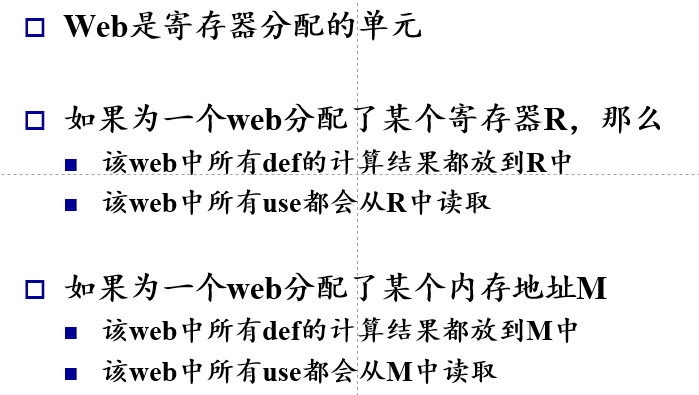 Web是寄存器分配的单元
如果为一个web分配了某个寄存器R，那么
该web中所有def的计算结果都放到R中
该web中所有use都会从R中读取
如果为一个web分配了某个内存地址M
该web中所有def的计算结果都放到M中
该web中所有use都会从M中读取